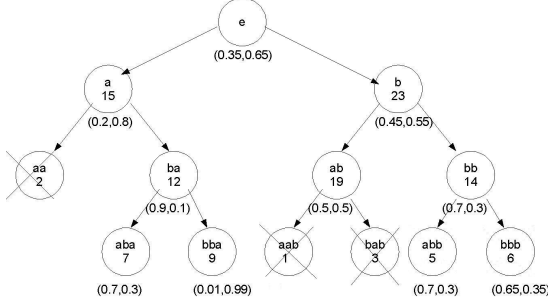 e
(0.35,0.65)
a
15
b
23
(0.2,0.8)
(0.45,0.55)
aa
2
ba
12
ab
19
bb
14
(0.9,0.1)
(0.5,0.5)
(0.7,0.3)
aba
7
bba
9
aab
1
bab
3
abb
5
bbb
6
(0.7,0.3)
(0.01,0.99)
(0.7,0.3)
(0.65,0.35)